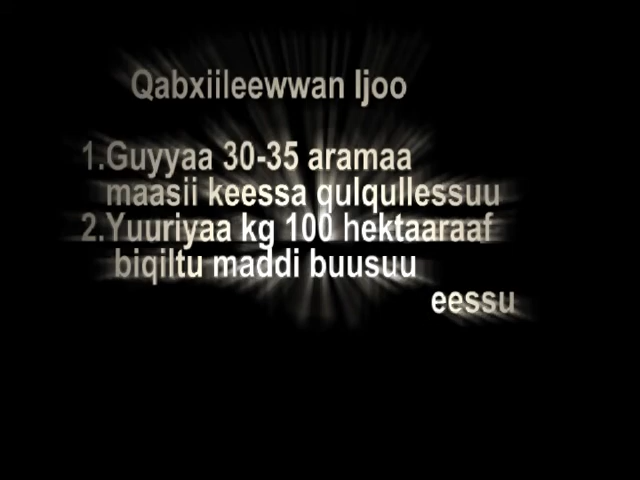 Qabxiileewwan Ijoo
1.Guyyaa 30-35 aramaa
maasii keessa qulqullessuu
2.Yuuriyaa kg 100 hektaaraaf
biqiltu maddi buusuu
eessu